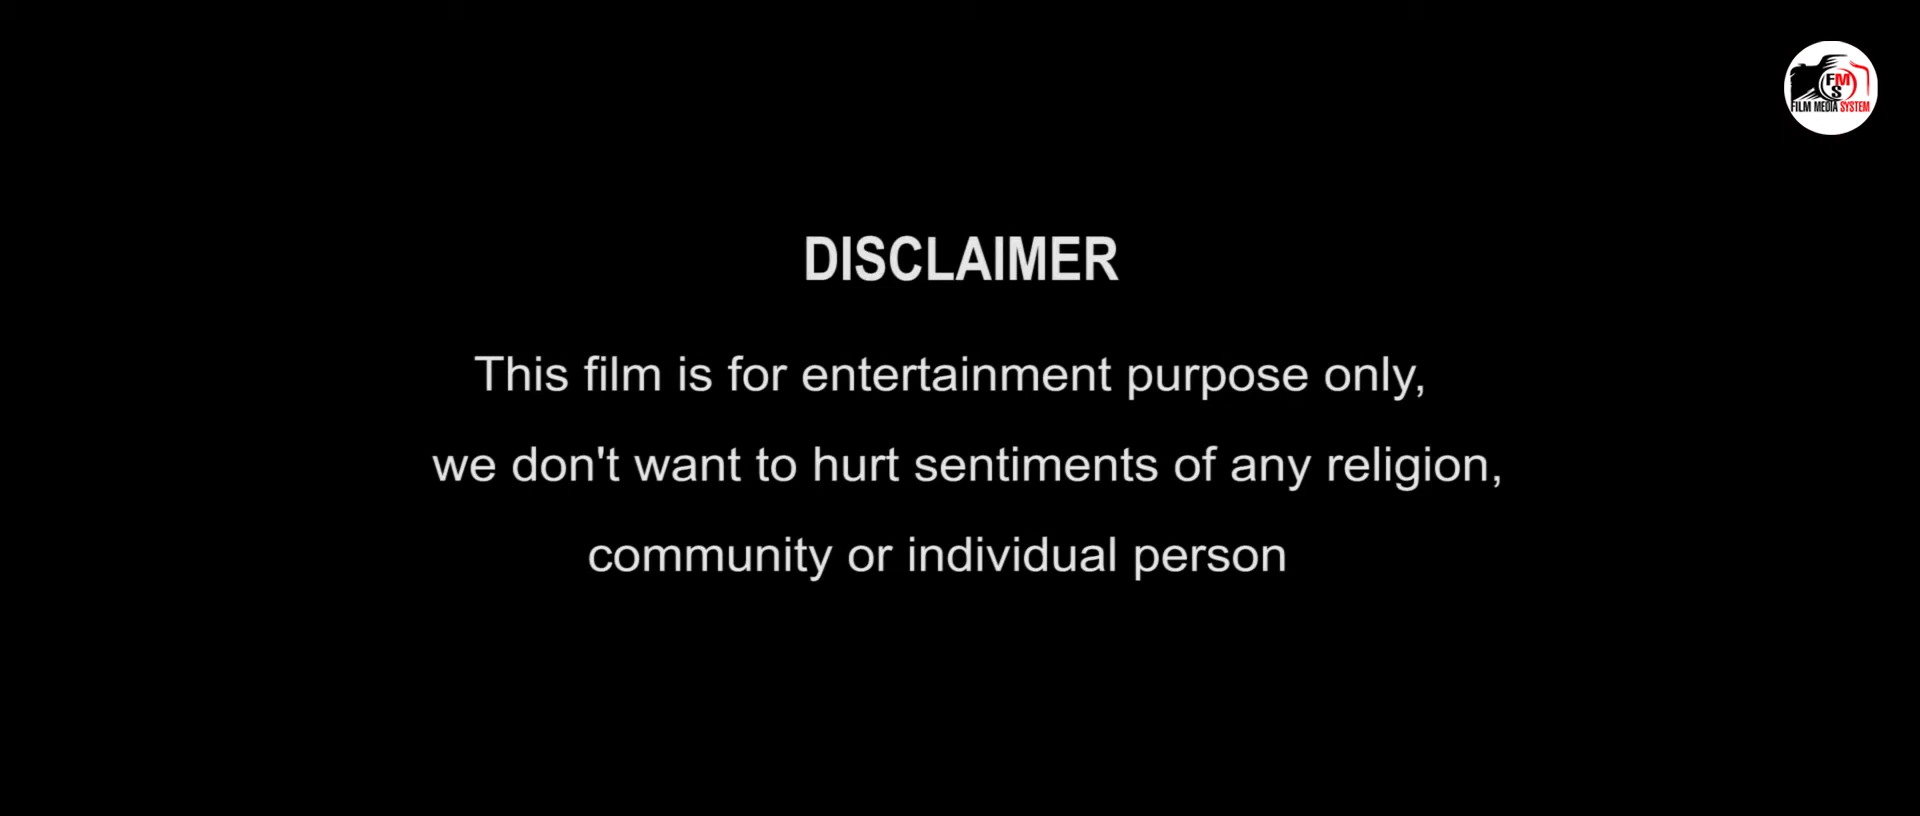 FMS
FILM MEDIA SYSTEM
DISCLAIMER
This film is for entertainment purpose only,
we don't want to hurt sentiments of any religion,
community or individual person